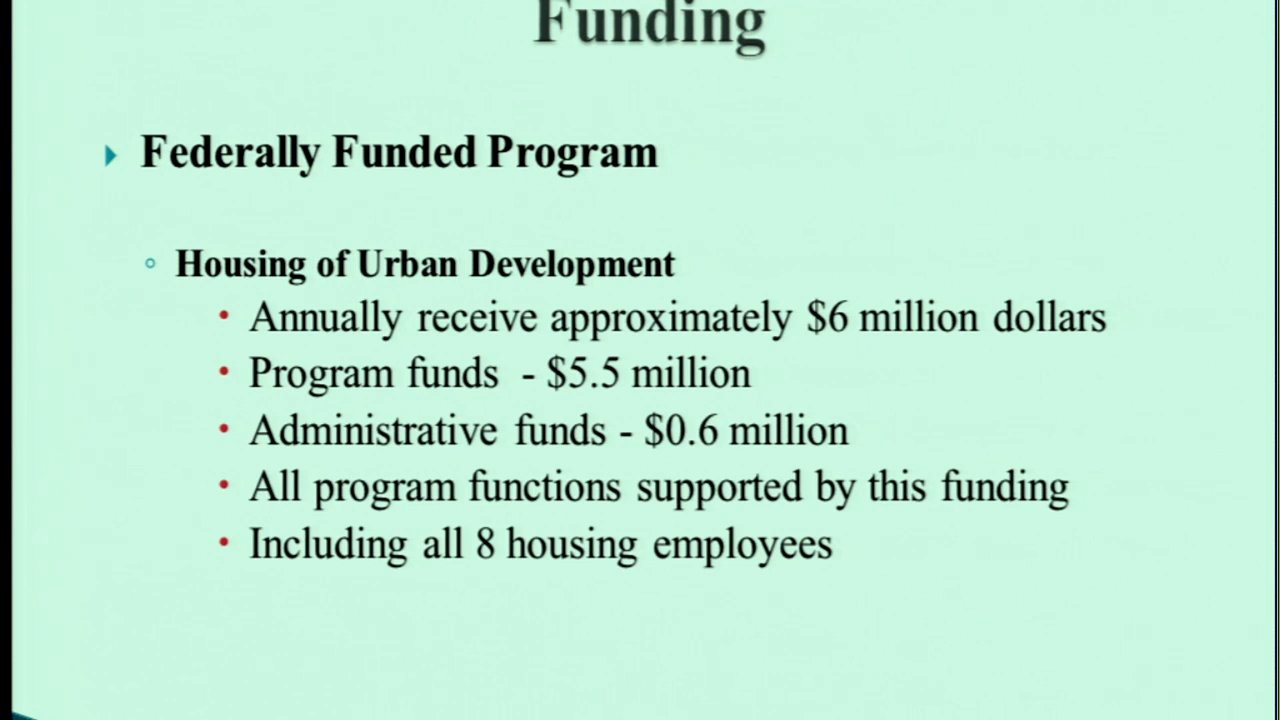 Funding
Federally Funded Program
Housing of Urban Development
Annually receive approximately $6 million dollars
Program funds - $5.5 million
Administrative funds - $0.6 million
All program functions supported by this funding
Including all 8 housing employees